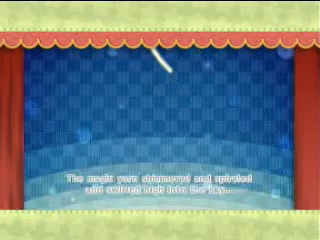 The magic yarn shimmered and spiraled
and swirled high into the sky...